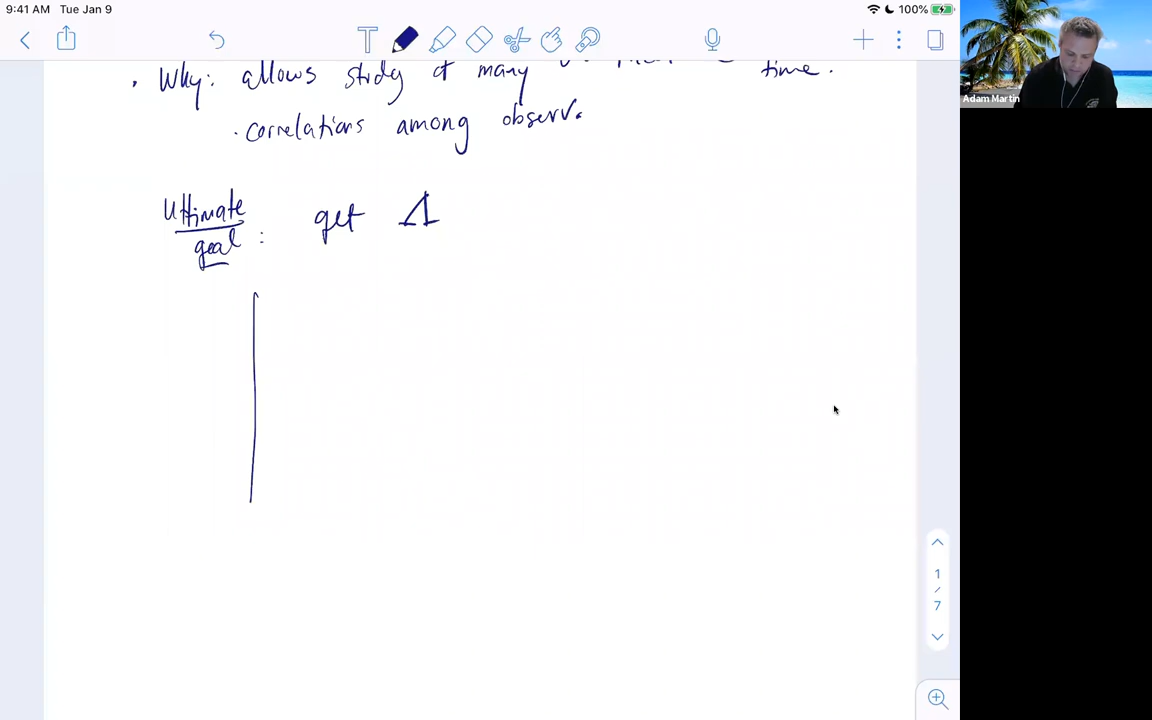 9:41 AM Tue Jan 9
100%
Adam Martin
. Why: allows study of many time.
. correlations among observ.
Ultimate
goal : get Λ
1
/
7